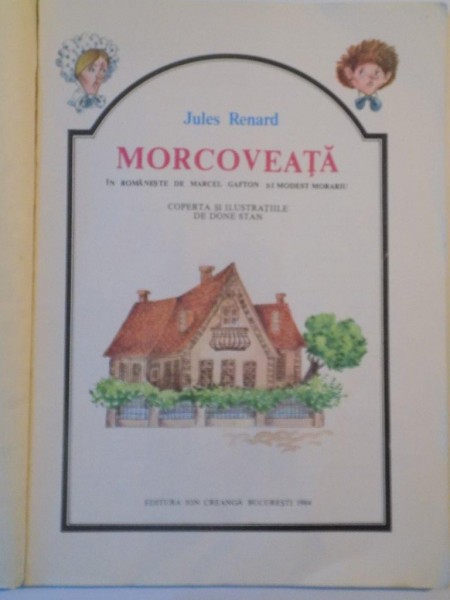 Jules Renard
MORCOVEAȚĂ
ÎN ROMÂNEȘTE DE MARCEL GAFTON ȘI MODEST MORARIU
COPERTA ȘI ILUSTRAȚIILE
DE DONE STAN
EDITURA ION CREANGĂ BUCUREȘTI 1984